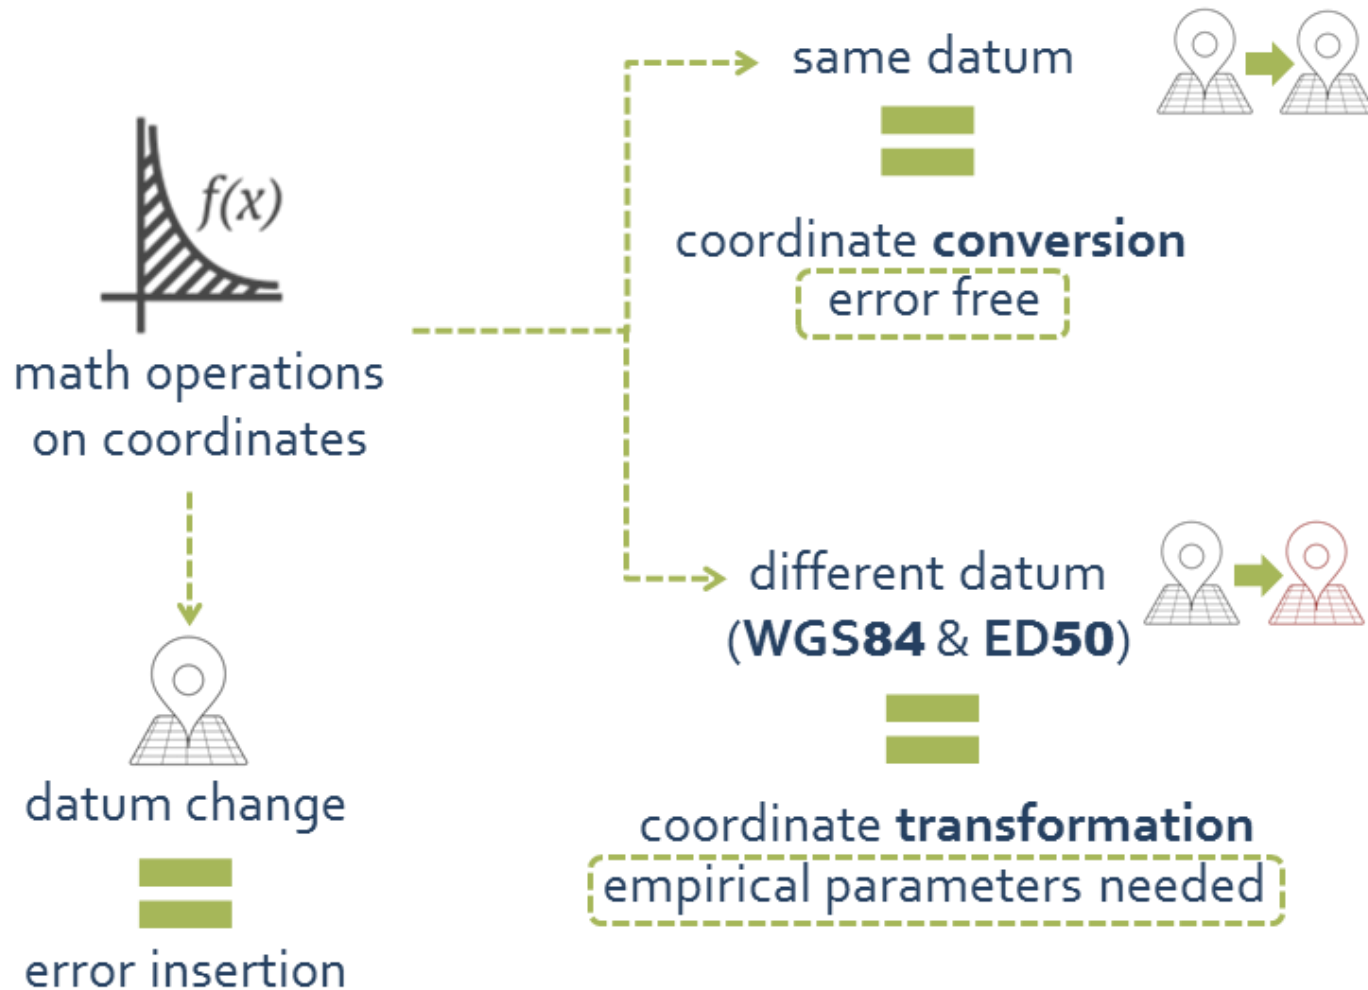 f(x)
math operations
on coordinates
datum change
error insertion
same datum
coordinate conversion
error free
different datum
(WGS84 & ED50)
coordinate transformation
empirical parameters needed